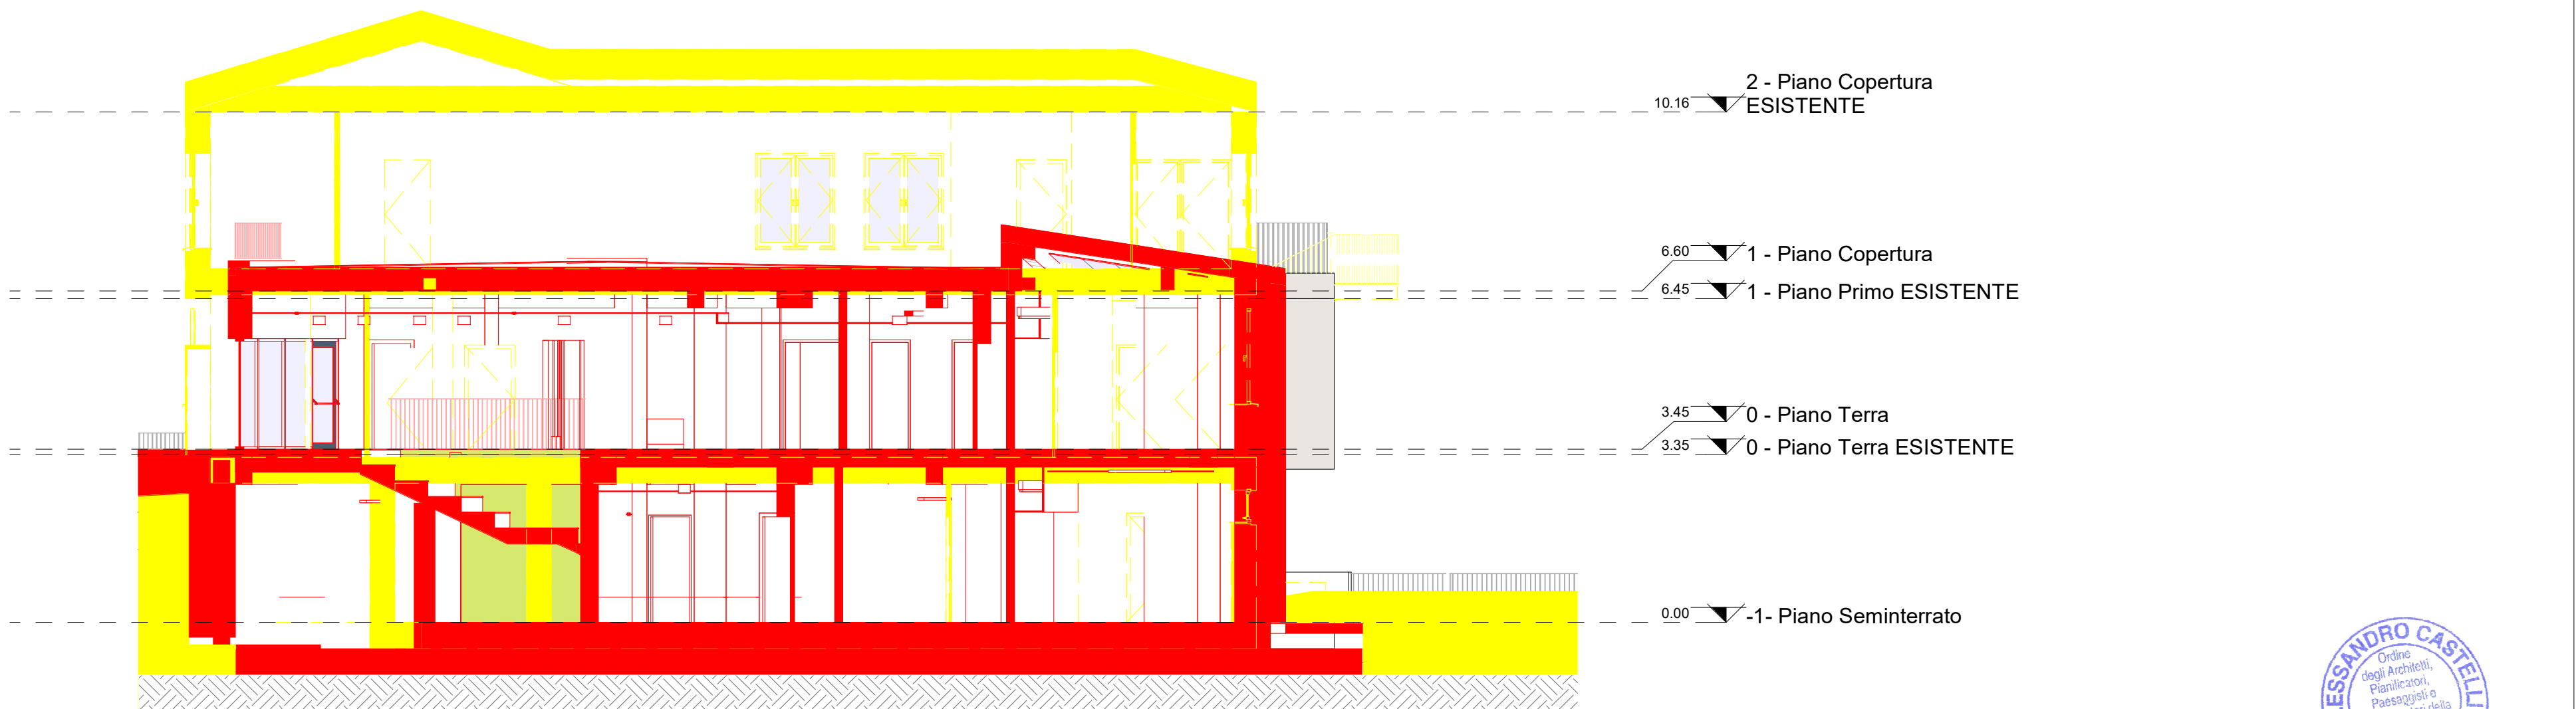 10.16
2 - Piano Copertura
ESISTENTE
6.60
1 - Piano Copertura
6.45
1 - Piano Primo ESISTENTE
3.45
0 - Piano Terra
3.35
0 - Piano Terra ESISTENTE
0.00
-1- Piano Seminterrato
ESSANDRO CASTELLI
Ordine
degli Architetti,
Pianificatori,
Paesaggisti e
della